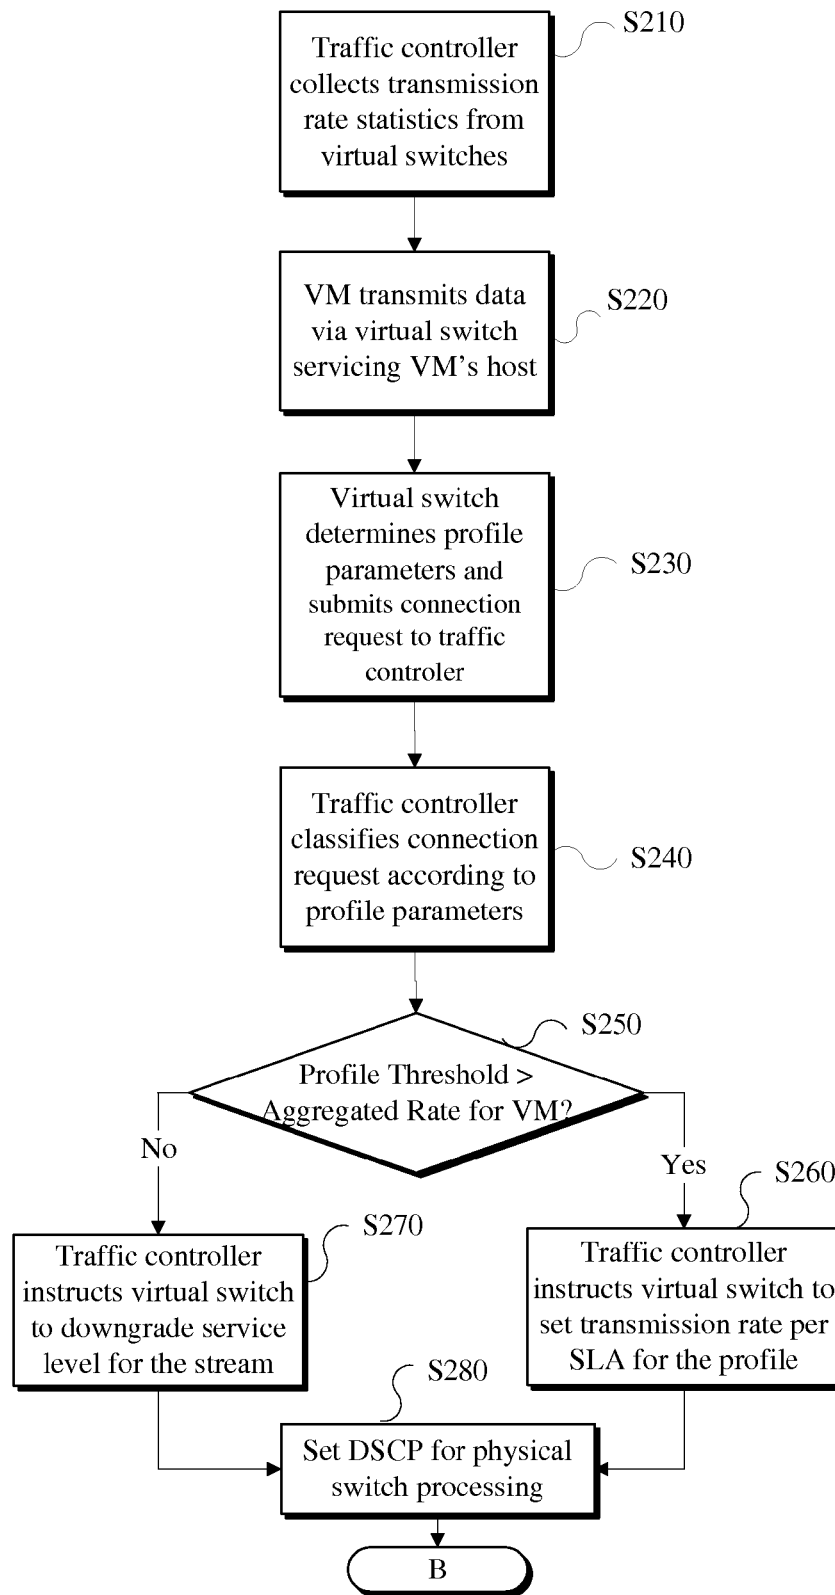 S210
Traffic controller
collects transmission
rate statistics from
virtual switches
S220
VM transmits data
via virtual switch
servicing VM's host
S230
Virtual switch
determines profile
parameters and
submits connection
request to traffic
controler
S240
Traffic controller
classifies connection
request according to
profile parameters
S250
Profile Threshold >
Aggregated Rate for VM?
No
Yes
S270
Traffic controller
instructs virtual switch
to downgrade service
level for the stream
S260
Traffic controller
instructs virtual switch to
set transmission rate per
SLA for the profile
S280
Set DSCP for physical
switch processing
B